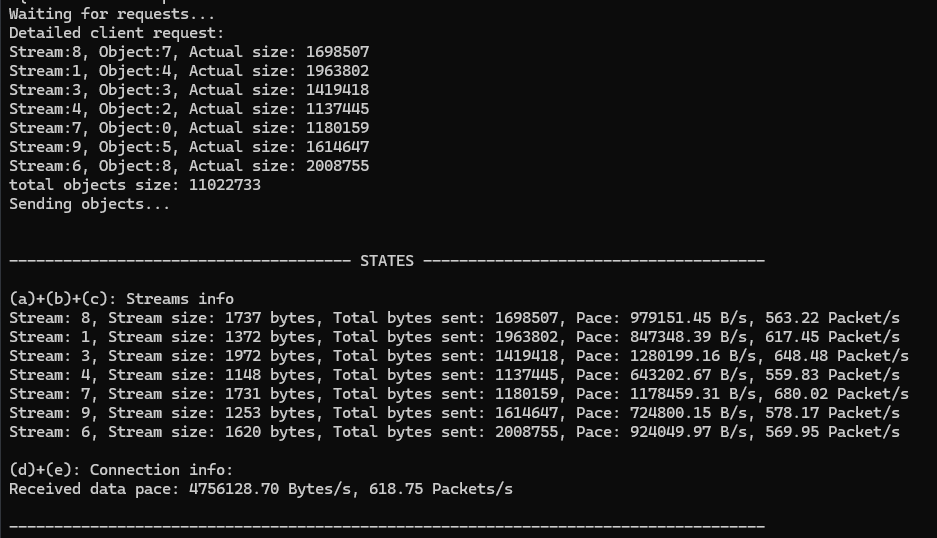 Waiting for requests...
Detailed client request:
Stream:8, Object:7, Actual size: 1698507
Stream:1, Object:4, Actual size: 1963802
Stream:3, Object:3, Actual size: 1419418
Stream:4, Object:2, Actual size: 1137445
Stream:7, Object:0, Actual size: 1180159
Stream:9, Object:5, Actual size: 1614647
Stream:6, Object:8, Actual size: 2008755
total objects size: 11022733
Sending objects...
-------------------------------------- STATES --------------------------------------
(a)+(b)+(c): Streams info
Stream: 8, Stream size: 1737 bytes, Total bytes sent: 1698507, Pace: 979151.45 B/s, 563.22 Packet/s
Stream: 1, Stream size: 1372 bytes, Total bytes sent: 1963802, Pace: 847348.39 B/s, 617.45 Packet/s
Stream: 3, Stream size: 1972 bytes, Total bytes sent: 1419418, Pace: 1280199.16 B/s, 648.48 Packet/s
Stream: 4, Stream size: 1148 bytes, Total bytes sent: 1137445, Pace: 643202.67 B/s, 559.83 Packet/s
Stream: 7, Stream size: 1731 bytes, Total bytes sent: 1180159, Pace: 1178459.31 B/s, 680.02 Packet/s
Stream: 9, Stream size: 1253 bytes, Total bytes sent: 1614647, Pace: 724800.15 B/s, 578.17 Packet/s
Stream: 6, Stream size: 1620 bytes, Total bytes sent: 2008755, Pace: 924049.97 B/s, 569.95 Packet/s
(d)+(e): Connection info:
Received data pace: 4756128.70 Bytes/s, 618.75 Packets/s
------------------------------------------------------------------------------------